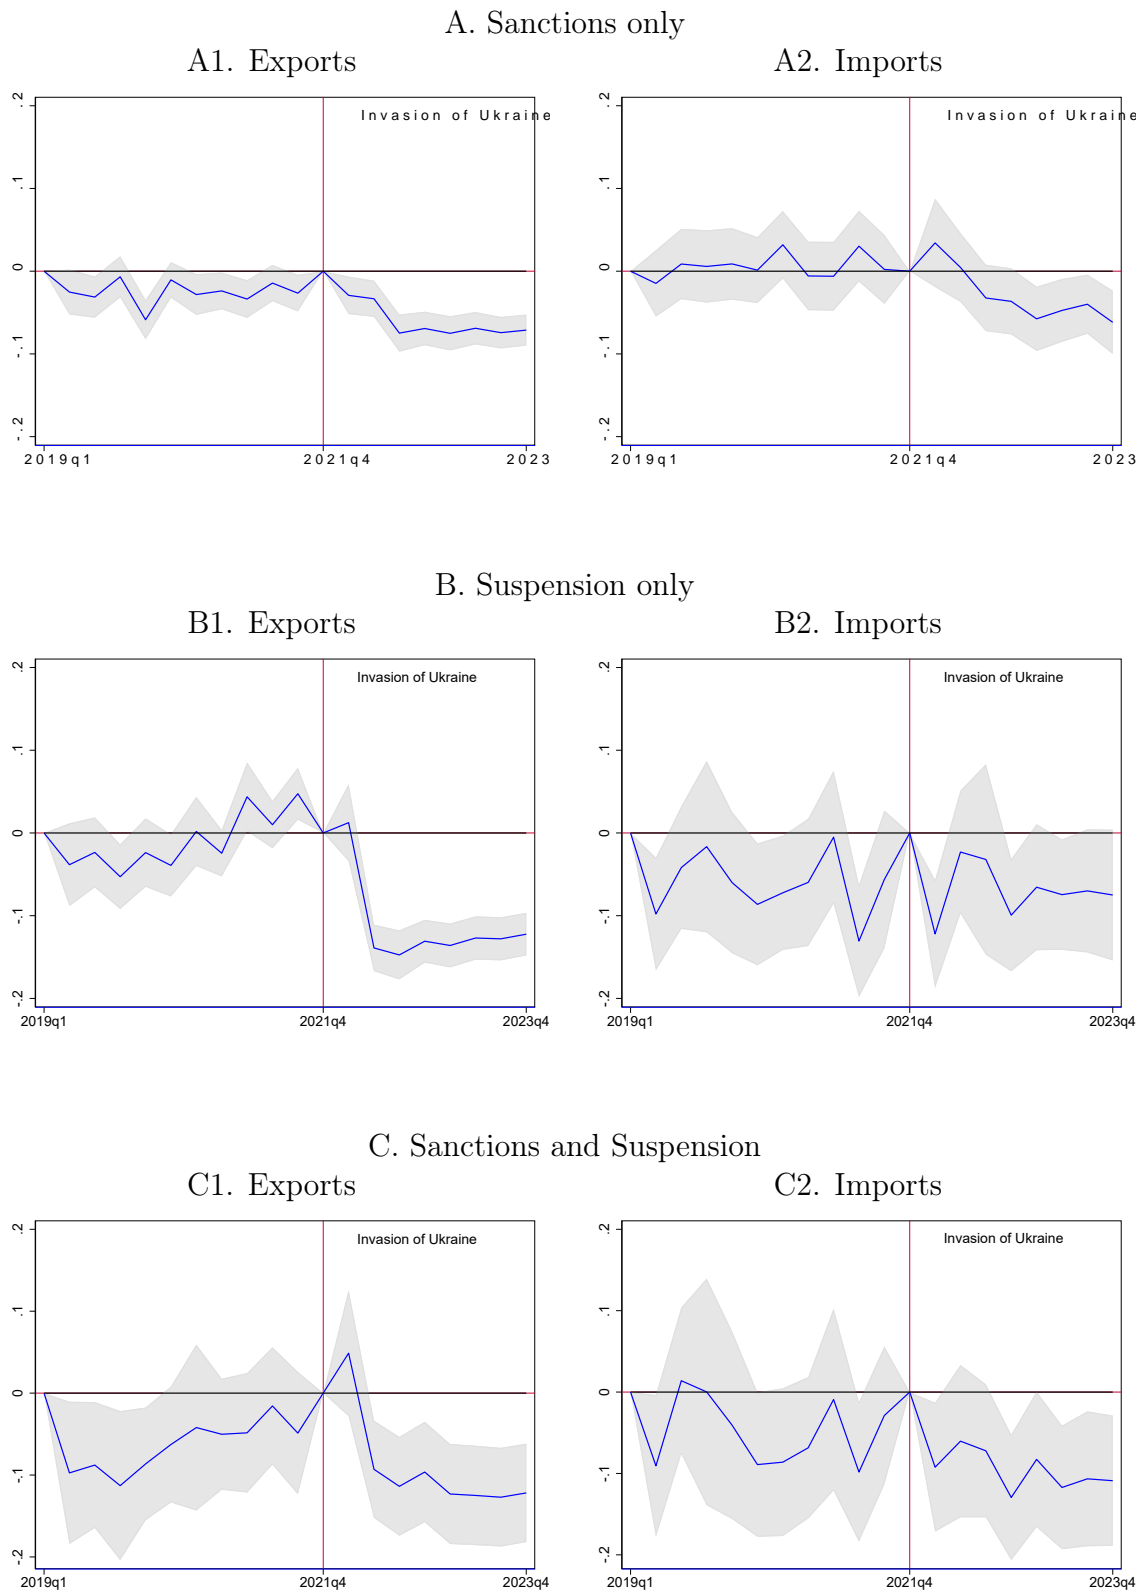 A. Sanctions only
A1. Exports
A2. Imports
.2
.1
0
-.1
-.2
Invasion of Ukraine
2019q1
2021q4
2023
.2
.1
0
-.1
-.2
Invasion of Ukraine
2019q1
2021q4
2023
B. Suspension only
B1. Exports
B2. Imports
.2
.1
0
-.1
-.2
Invasion of Ukraine
2019q1
2021q4
2023q4
.2
.1
0
-.1
-.2
Invasion of Ukraine
2019q1
2021q4
2023q4
C. Sanctions and Suspension
C1. Exports
C2. Imports
.2
.1
0
-.1
-.2
Invasion of Ukraine
2019q1
2021q4
2023q4
.2
.1
0
-.1
-.2
Invasion of Ukraine
2019q1
2021q4
2023q4